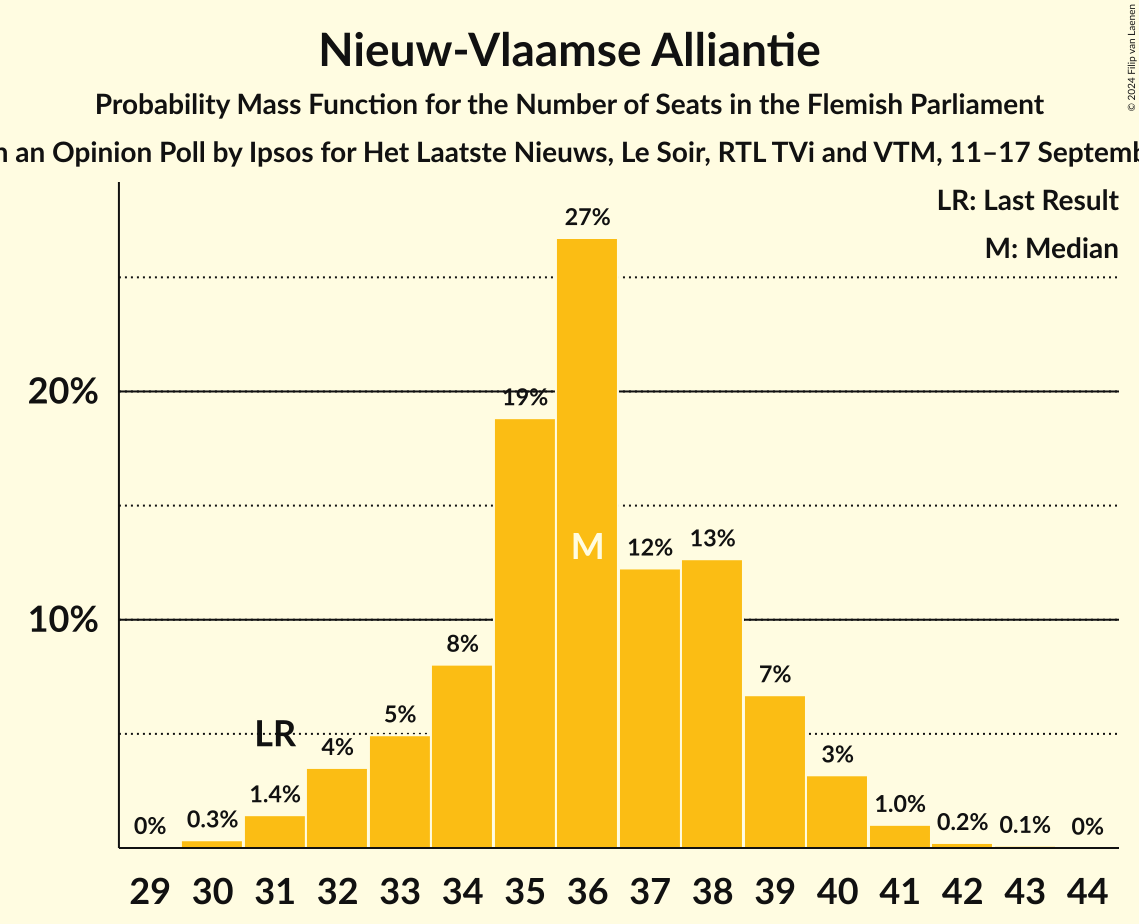 Nieuw-Vlaamse Alliantie
Probability Mass Function for the Number of Seats in the Flemish Parliament
an Opinion Poll by Ipsos for Het Laatste Nieuws, Le Soir, RTL TVi and VTM, 11–17
© 2024 Filip van Laenen
LR: Last Result
M: Median
27%
20%
19%
M
12%
13%
10%
8%
7%
5%
LR
4%
3%
1.4%
1.0%
0%
0.3%
0.2%
0.1%
0%
29 30 31 32 33 34 35 36 37 38 39 40 41 42 43 44